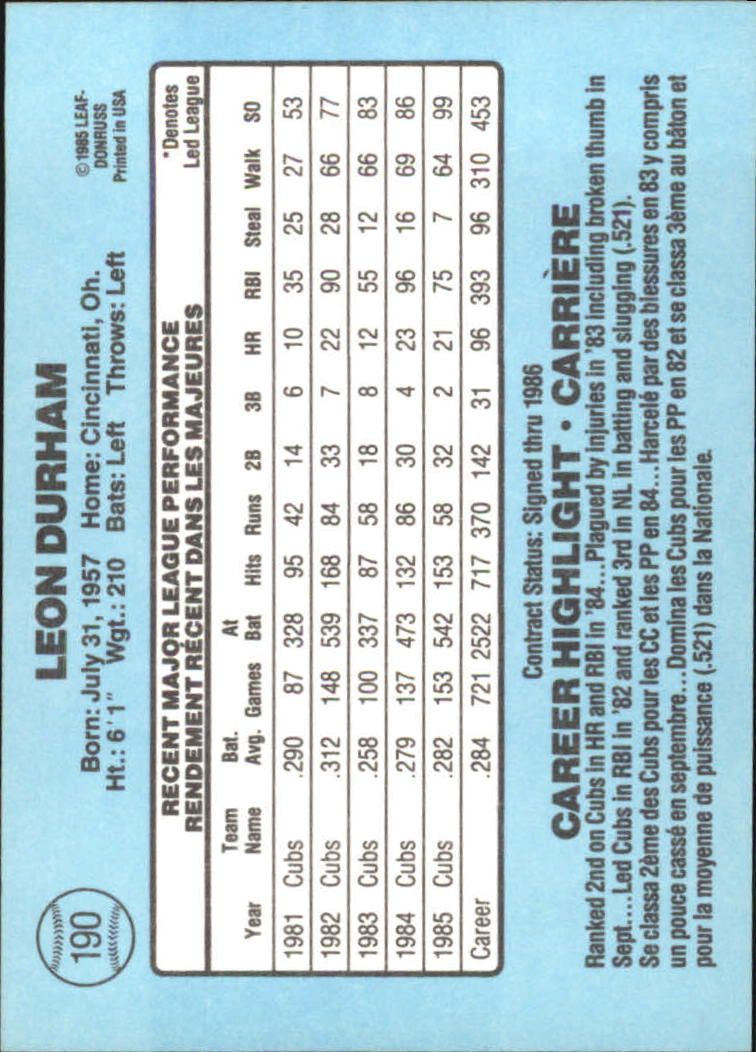 190
LEON DURHAM
Born: July 31, 1957 Home: Cincinnati, Oh.
Ht.: 6'1" Wgt.: 210 Bats: Left Throws: Left
©1985 LEAF-
DONRUSS
Printed in USA
RECENT MAJOR LEAGUE PERFORMANCE
RENDEMENT RÉCENT DANS LES MAJEURES
*Denotes
Led League
Year Team Name Bat. Avg. Games At Bat Hits Runs 2B 3B HR RBI Steal Walk SO
1981 Cubs .290 87 328 95 42 14 6 10 35 25 27 53
1982 Cubs .312 148 539 168 84 33 7 22 90 28 66 77
1983 Cubs .258 100 337 87 58 18 8 12 55 12 66 83
1984 Cubs .279 137 473 132 86 30 4 23 96 16 69 86
1985 Cubs .282 153 542 153 58 32 2 21 75 7 64 99
Career .284 721 2522 717 370 142 31 96 393 96 310 453
Contract Status: Signed thru 1986
CAREER HIGHLIGHT • CARRIÈRE
Ranked 2nd on Cubs in HR and RBI in '84...Plagued by injuries in '83 including broken thumb in
Sept....Led Cubs in RBI in '82 and ranked 3rd in NL in batting and slugging (.521).
Se classa 2ème des Cubs pour les CC et les PP en 84...Harcelé par des blessures en 83 y compris
un pouce cassé en septembre...Domina les Cubs pour les PP en 82 et se classa 3ème au bâton et
pour la moyenne de puissance (.521) dans la Nationale.